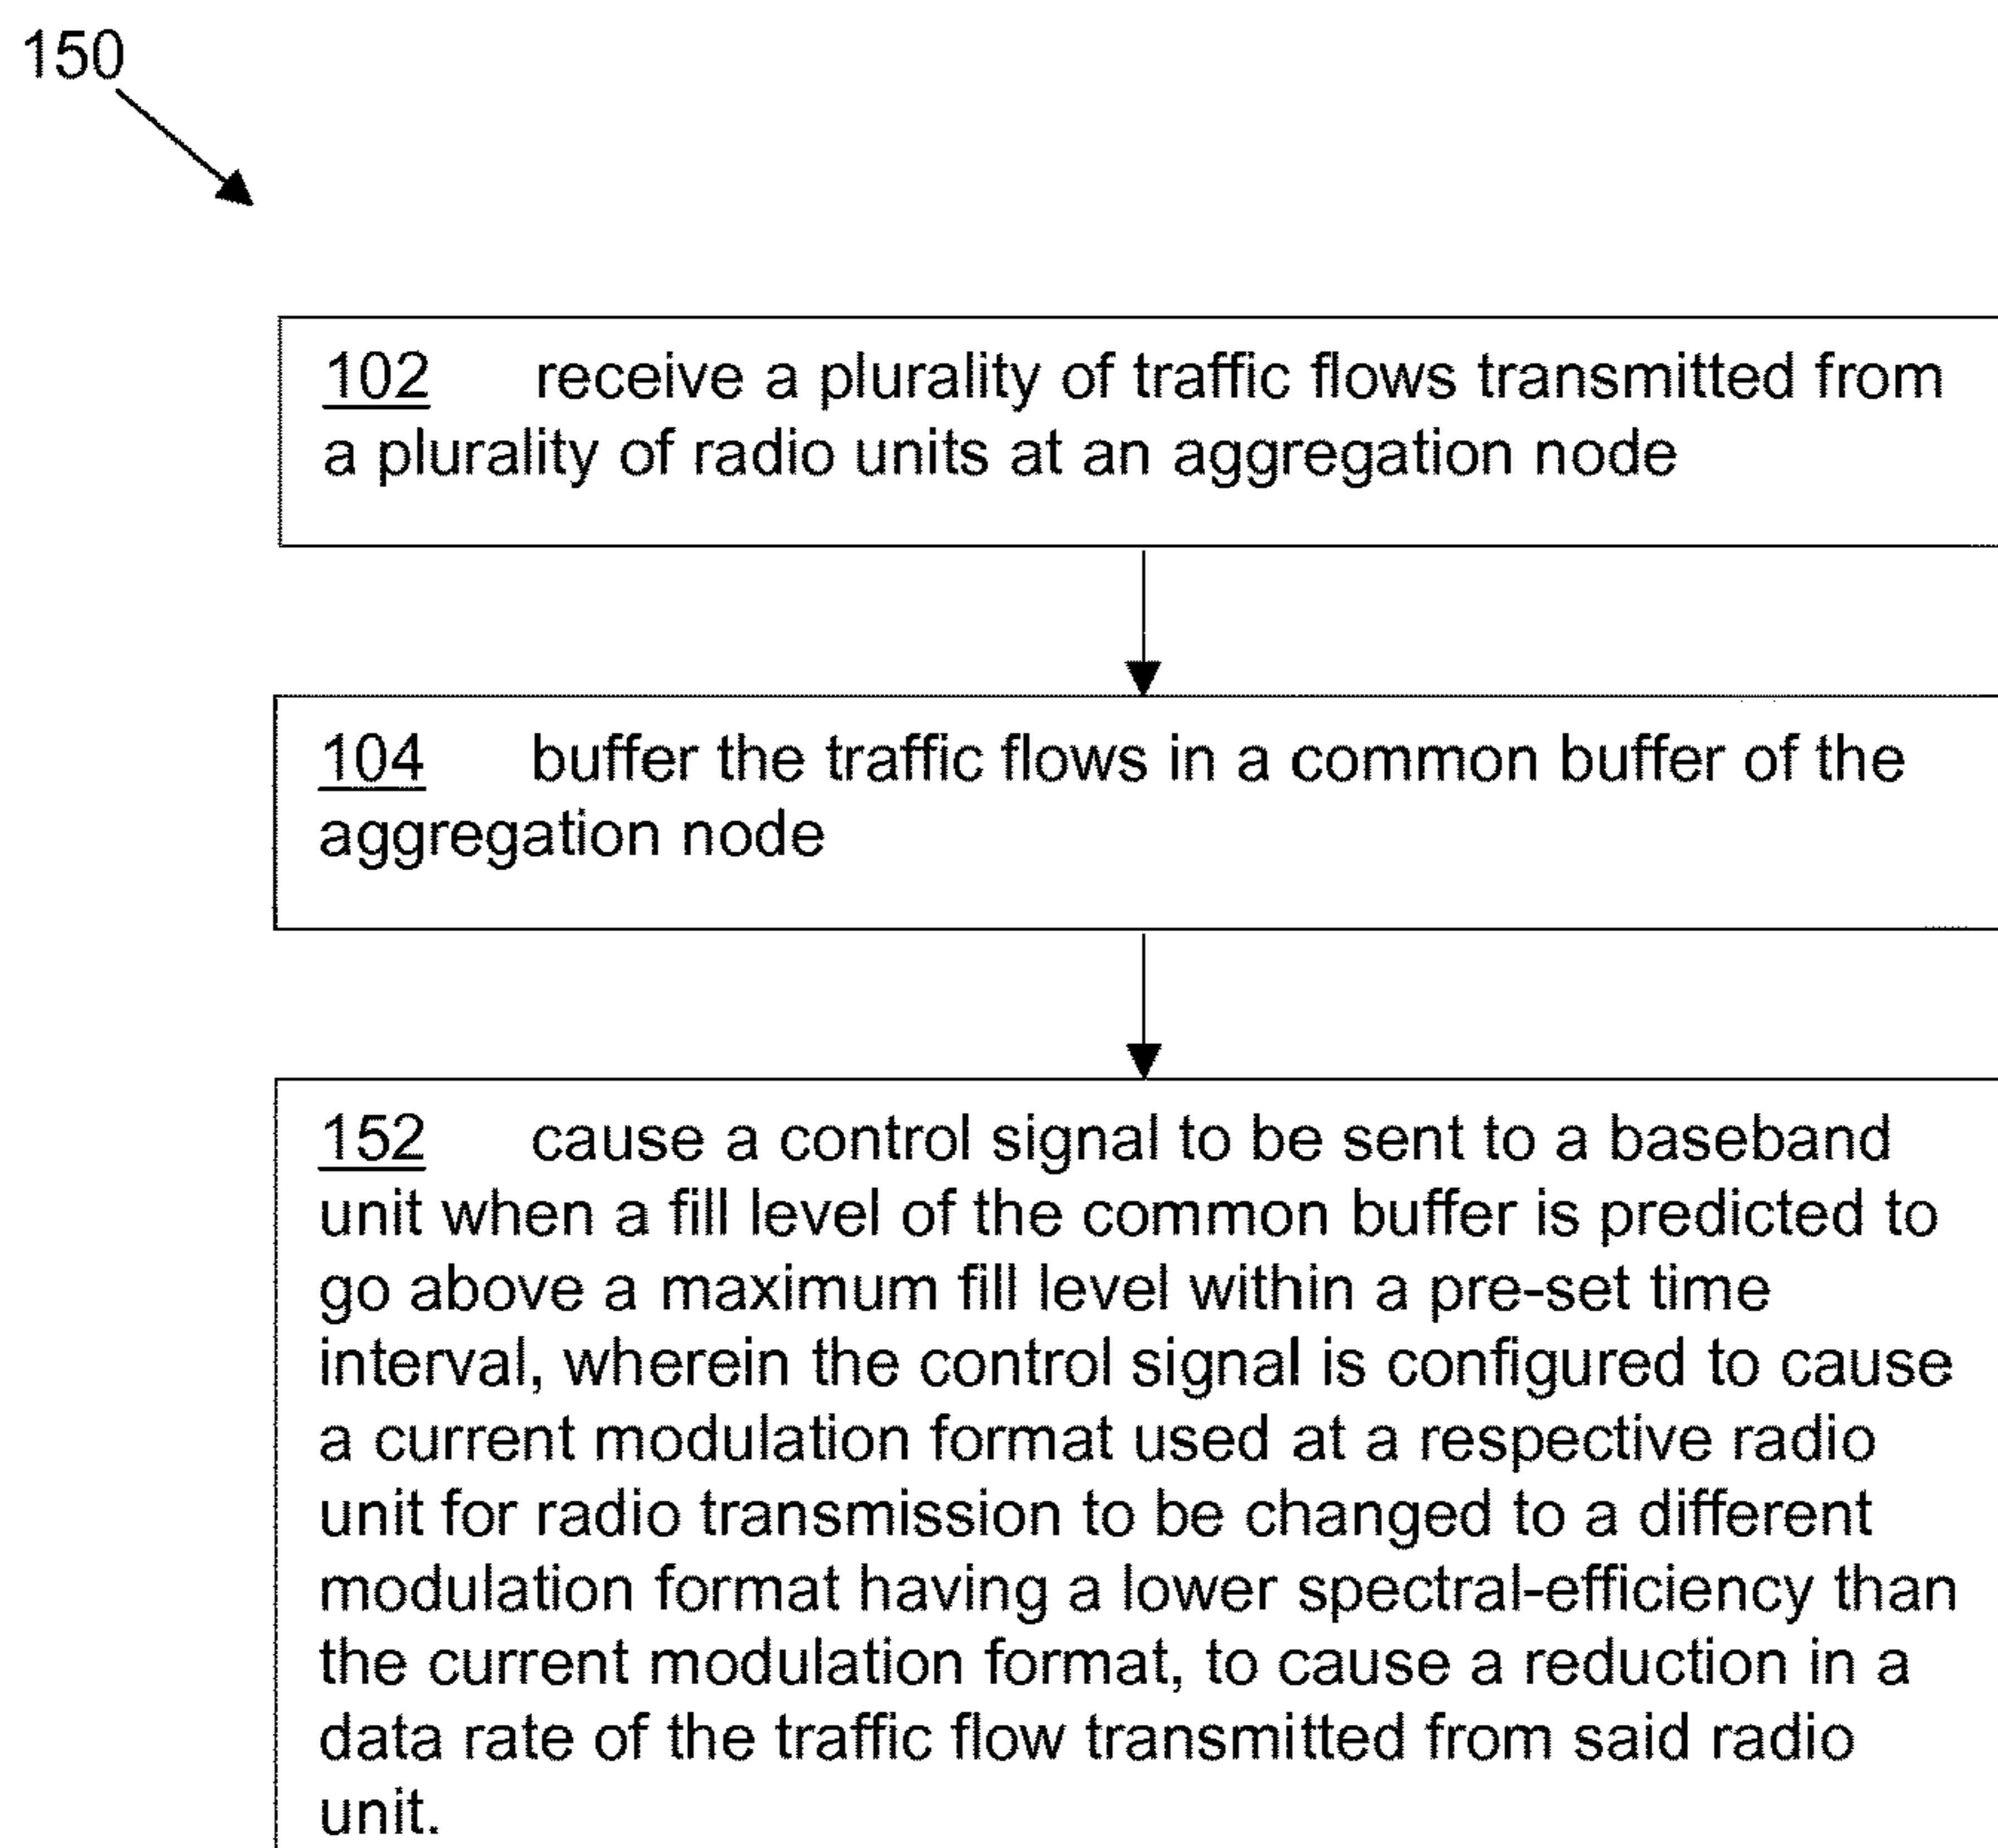 150
102 receive a plurality of traffic flows transmitted from
a plurality of radio units at an aggregation node
104 buffer the traffic flows in a common buffer of the
aggregation node
152 cause a control signal to be sent to a baseband
unit when a fill level of the common buffer is predicted to
go above a maximum fill level within a pre-set time
interval, wherein the control signal is configured to cause
a current modulation format used at a respective radio
unit for radio transmission to be changed to a different
modulation format having a lower spectral-efficiency than
the current modulation format, to cause a reduction in a
data rate of the traffic flow transmitted from said radio
unit.